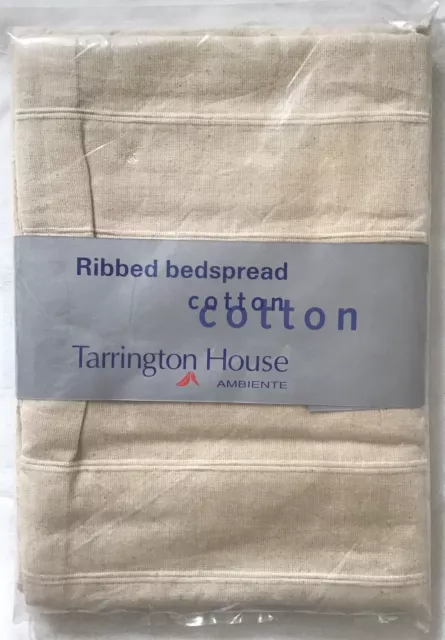 Ribbed bedspread
cotton
cotton
Tarrington House
AMBIENTE